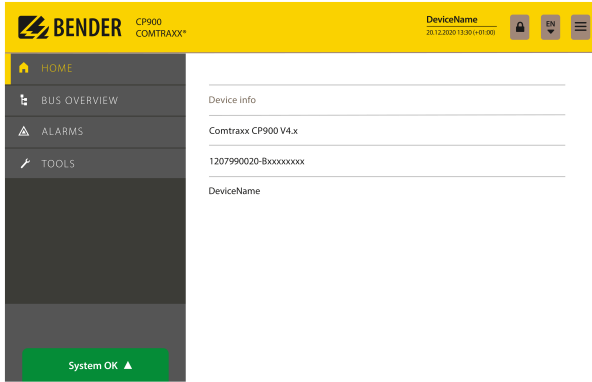 BENDER
CP900
COMTRAXX®
DeviceName
20.12.2020 13:30 (+01:00)
EN
HOME
BUS OVERVIEW
ALARMS
TOOLS
Device info
Comtraxx CP900 V4.x
1207990020-Bxxxxxxxx
DeviceName
System OK ▲